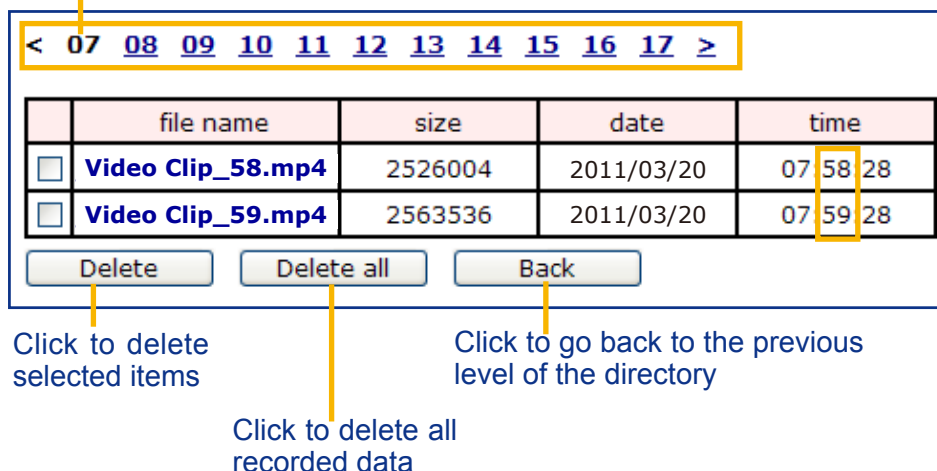 < 07 08 09 10 11 12 13 14 15 16 17 >
file name size date time
Video Clip_58.mp4 2526004 2011/03/20 07:58:28
Video Clip_59.mp4 2563536 2011/03/20 07:59:28
Delete Delete all Back
Click to delete
selected items
Click to go back to the previous
level of the directory
Click to delete all
recorded data